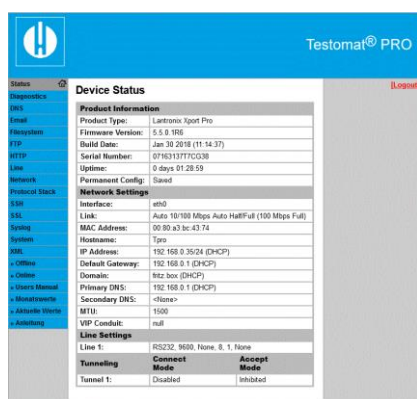 Testomat® PRO
[Logout
Status
Diagnostics
DNS
Email
Filesystem
FTP
HTTP
Line
Network
Protocol Stack
SSH
SSL
Syslog
System
XML
Offline
Online
Users Manual
Monatswerte
Aktuelle Werte
Anleitung
Device Status
Product Information
Product Type: Lantronix Xport Pro
Firmware Version: 5.5.0.1R6
Build Date: Jan 30 2018 (11:14:37)
Serial Number: 07163137T7CG38
Uptime: 0 days 01:28:59
Permanent Config: Saved
Network Settings
Interface: eth0
Link: Auto 10/100 Mbps Auto Half/Full (100 Mbps Full)
MAC Address: 00:80:a3:bc:43:74
Hostname: Tpro
IP Address: 192.168.0.35/24 (DHCP)
Default Gateway: 192.168.0.1 (DHCP)
Domain: fritz.box (DHCP)
Primary DNS: 192.168.0.1 (DHCP)
Secondary DNS: <None>
MTU: 1500
VIP Conduit: null
Line Settings
Line 1: RS232, 9600, None, 8, 1, None
Tunneling Connect Mode Accept Mode
Tunnel 1: Disabled Inhibited